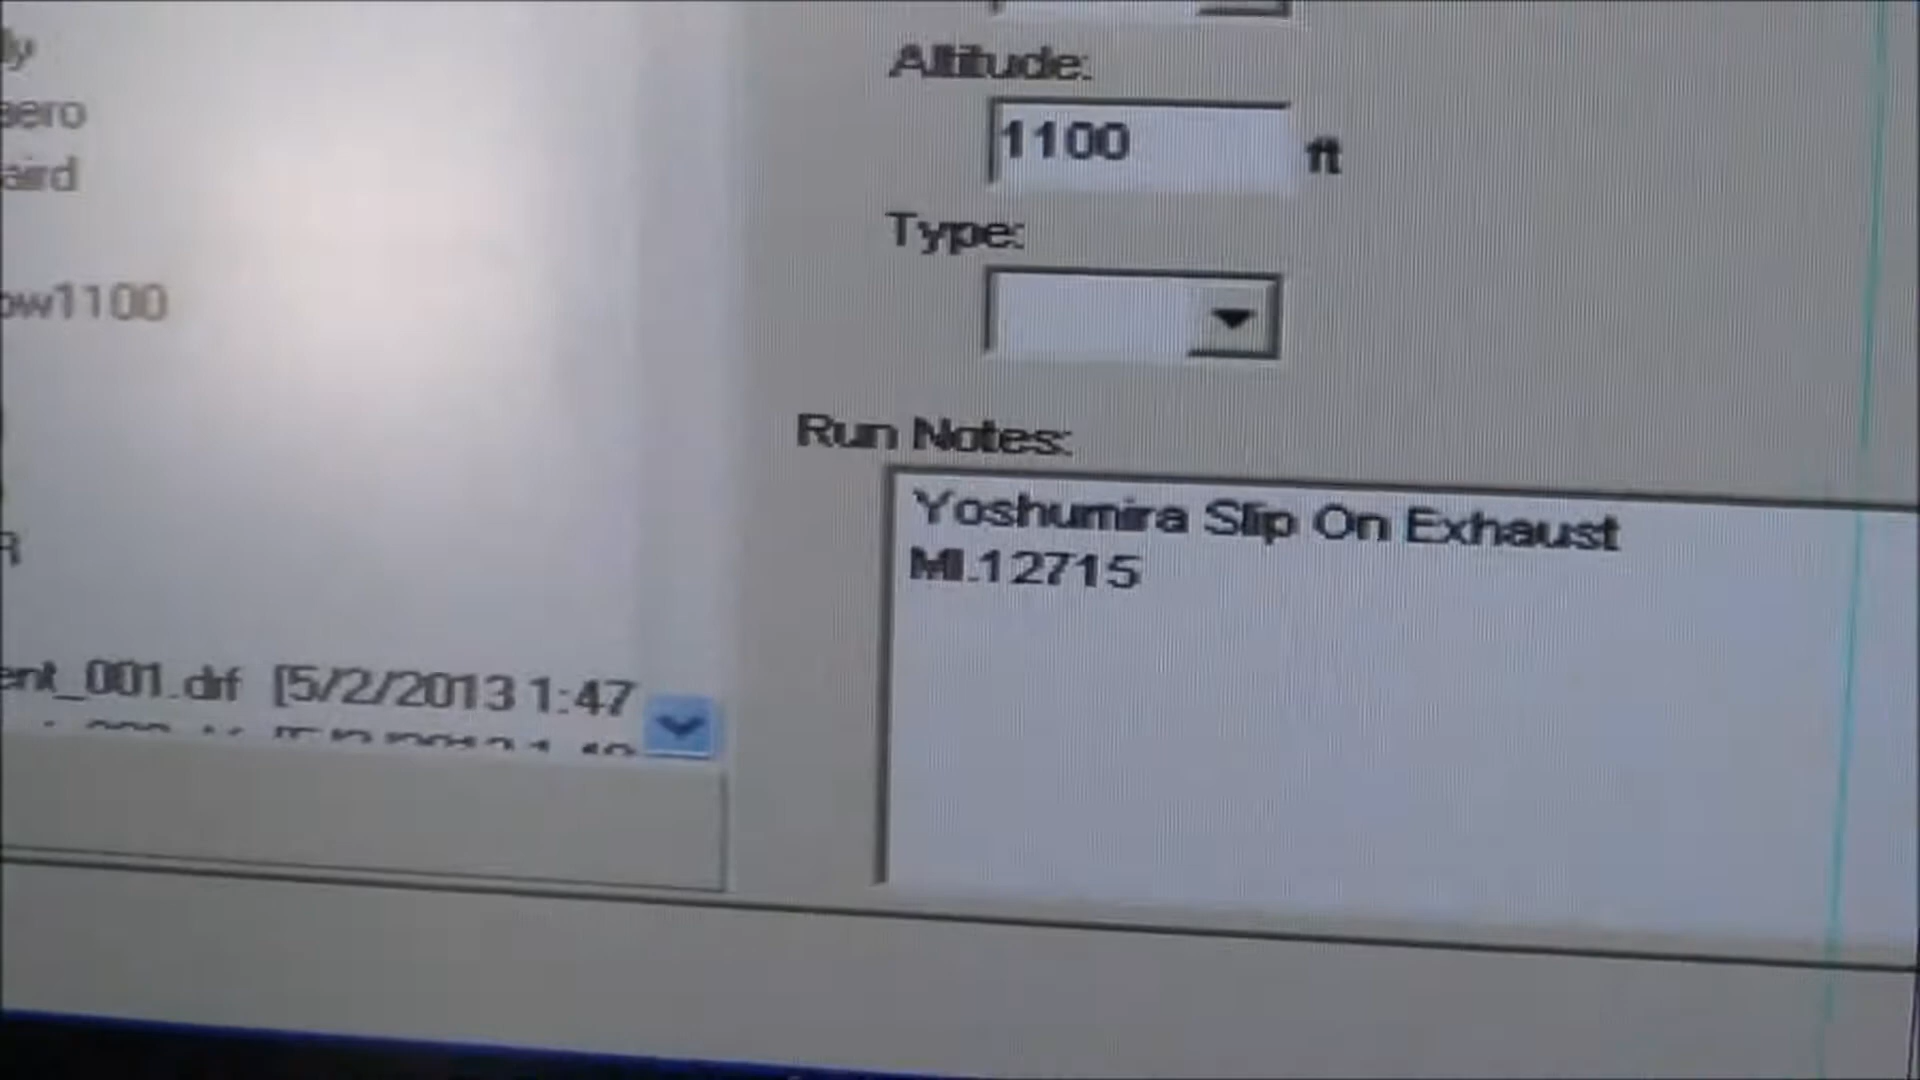 ly
aero
aird
ow1100
ent_001.drf [5/2/2013 1:47
Altitude:
1100 ft
Type:
Run Notes:
Yoshumira Slip On Exhaust
MI.12715